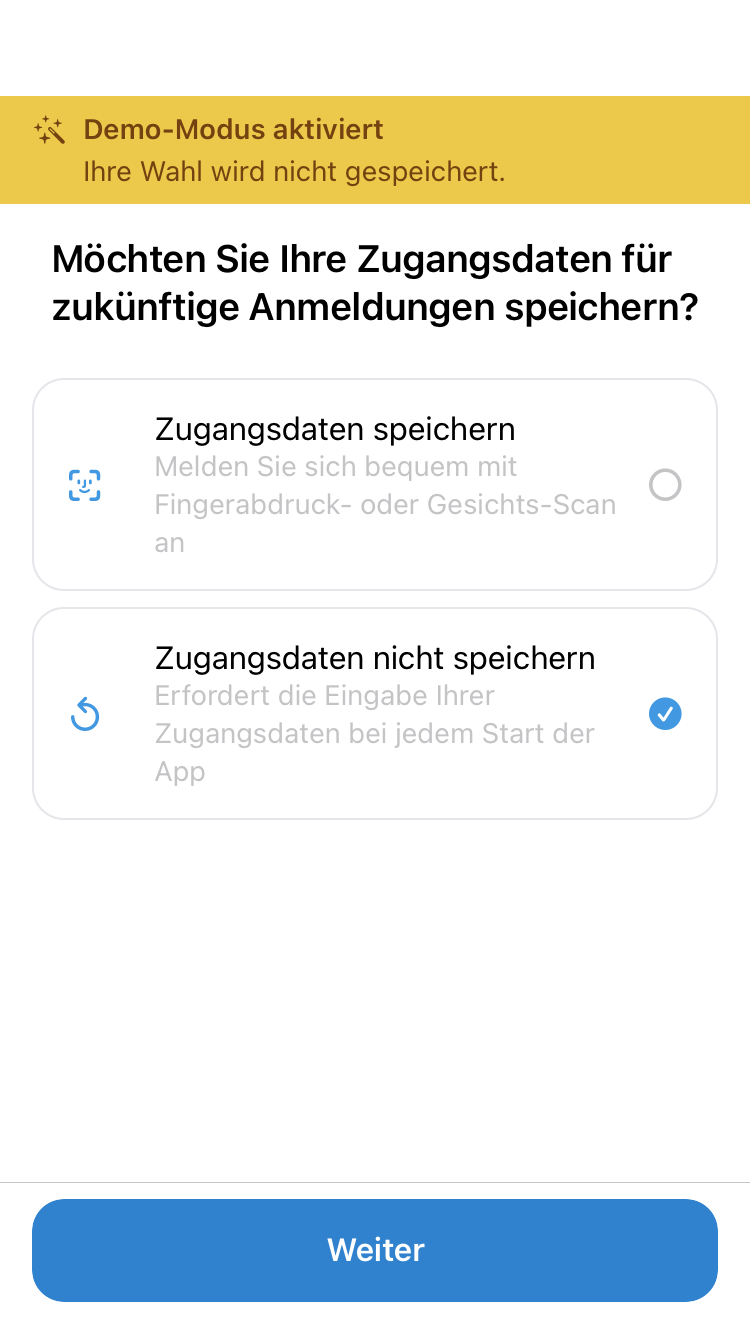 Demo-Modus aktiviert
Ihre Wahl wird nicht gespeichert.
Möchten Sie Ihre Zugangsdaten für
zukünftige Anmeldungen speichern?
Zugangsdaten speichern
Melden Sie sich bequem mit
Fingerabdruck- oder Gesichts-Scan
an
Zugangsdaten nicht speichern
Erfordert die Eingabe Ihrer
Zugangsdaten bei jedem Start der
App
Weiter